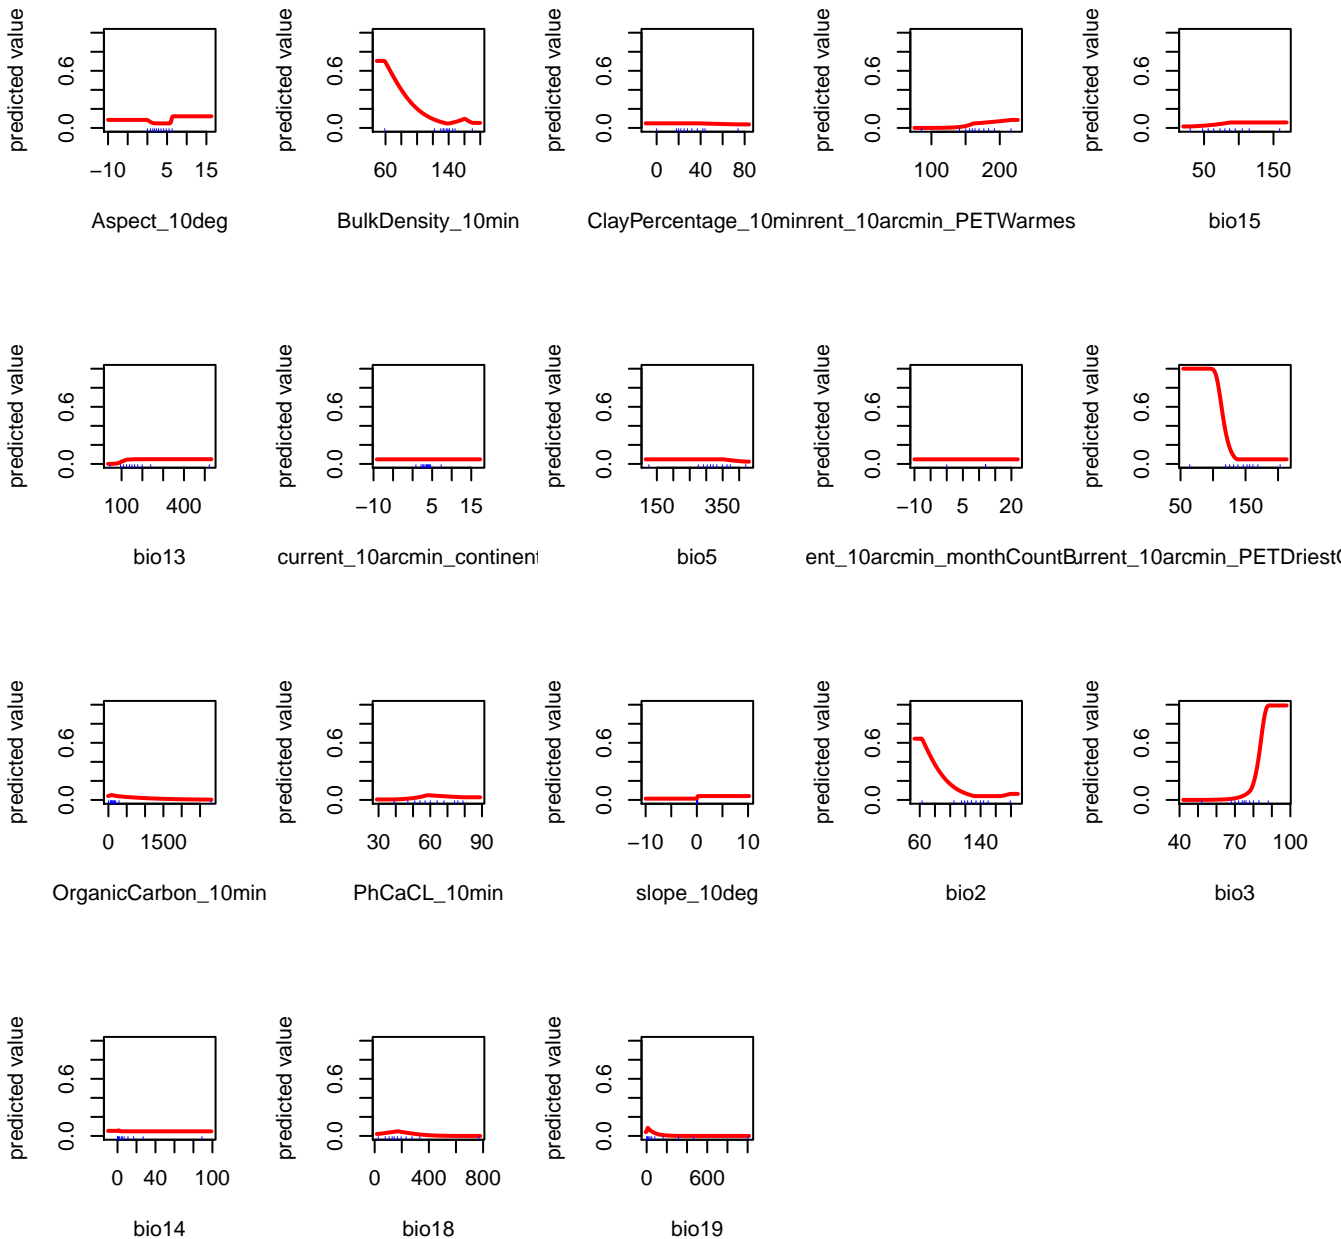 predicted value
0.0 0.6
−10 5 15
Aspect_10deg
predicted value
0.0 0.6
60 140
BulkDensity_10min
predicted value
0.0 0.6
0 40 80
ClayPercentage_10min
predicted value
0.0 0.6
100 200
rent_10arcmin_PETWarmes
predicted value
0.0 0.6
50 150
bio15
predicted value
0.0 0.6
100 400
bio13
predicted value
0.0 0.6
−10 5 15
current_10arcmin_continent
predicted value
0.0 0.6
150 350
bio5
predicted value
0.0 0.6
−10 5 20
ent_10arcmin_monthCountB
predicted value
0.0 0.6
50 150
urrent_10arcmin_PETDriestQ
predicted value
0.0 0.6
0 1500
OrganicCarbon_10min
predicted value
0.0 0.6
30 60 90
PhCaCL_10min
predicted value
0.0 0.6
−10 0 10
slope_10deg
predicted value
0.0 0.6
60 140
bio2
predicted value
0.0 0.6
40 70 100
bio3
predicted value
0.0 0.6
0 40 100
bio14
predicted value
0.0 0.6
0 400 800
bio18
predicted value
0.0 0.6
0 600
bio19